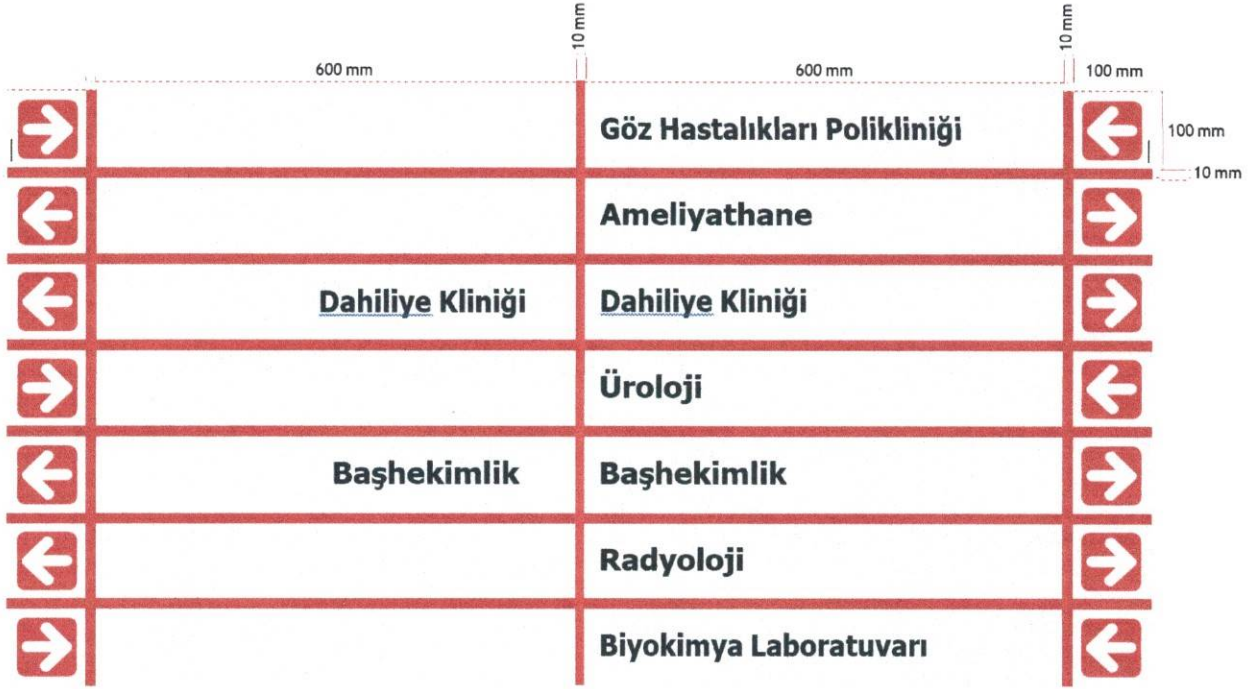 10 mm
10 mm
600 mm
600 mm
100 mm
Göz Hastalıkları Polikliniği
100 mm
10 mm
Ameliyathane
Dahiliye Kliniği
Dahiliye Kliniği
Üroloji
Başhekimlik
Başhekimlik
Radyoloji
Biyokimya Laboratuvarı